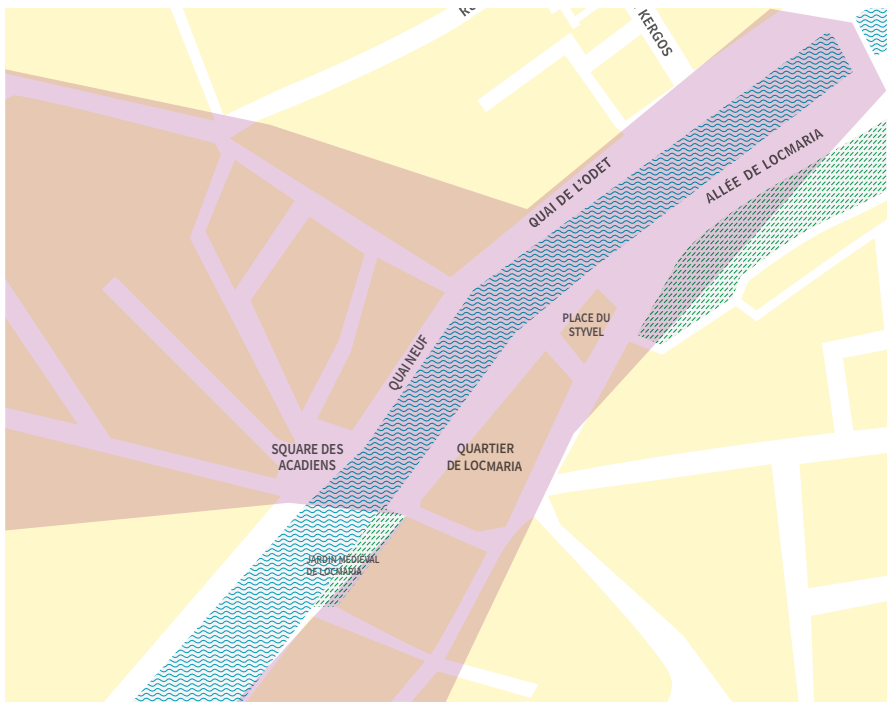 KERGOS
QUAI DE L'ODET
ALLÉE DE LOCMARIA
PLACE DU
STYVEL
QUAI NEUF
SQUARE DES
ACADIENS
QUARTIER
DE LOCMARIA
JARDIN MÉDIÉVAL
DE LOCMARIA